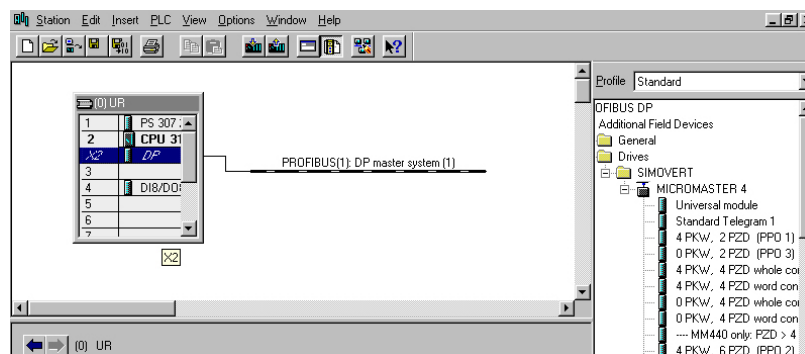 Station Edit Insert PLC View Options Window Help
(0) UR
1 PS 307
2 CPU 31
X2 DP
3
4 DI8/DO
5
6
7
X2
PROFIBUS(1): DP master system (1)
(0) UR
Profile Standard
OFIBUS DP
Additional Field Devices
General
Drives
SIMOVERT
MICROMASTER 4
Universal module
Standard Telegram 1
4 PKW, 2 PZD (PPO 1)
0 PKW, 2 PZD (PPO 3)
4 PKW, 4 PZD whole co
4 PKW, 4 PZD word con
0 PKW, 4 PZD whole co
0 PKW, 4 PZD word con
---- MM440 only: PZD > 4
4 PKW, 6 PZD (PPO 2)